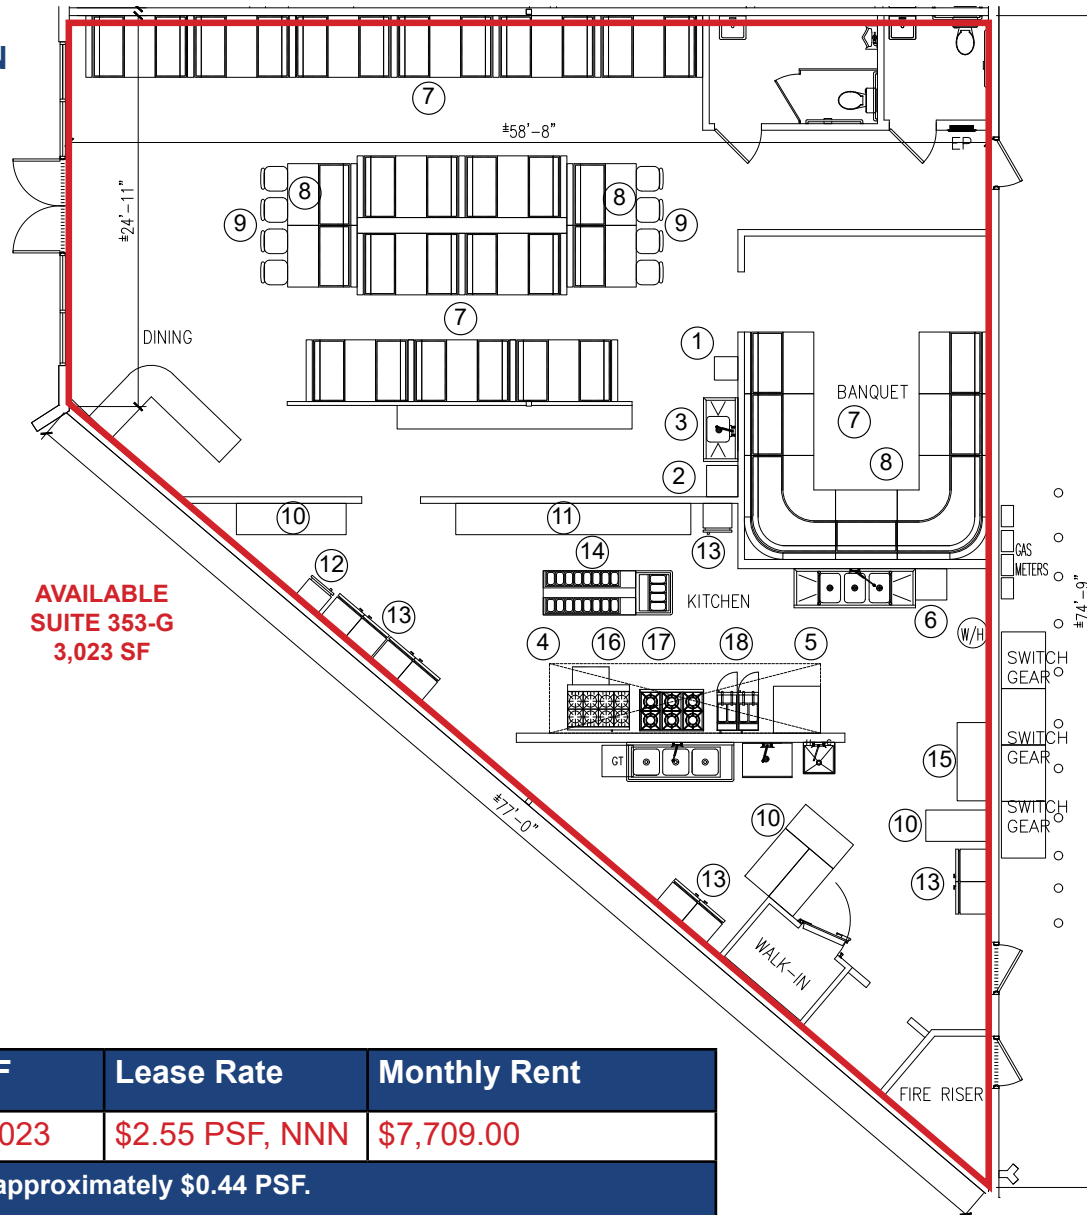 N
7
±58'-8"
EP
±24'-11"
8
8
9
9
7
DINING
1
BANQUET
7
3
8
2
10
11
13
14
GAS
METERS
12
KITCHEN
±74'-9"
AVAILABLE
SUITE 353-G
3,023 SF
13
6
W/H
4
16
17
18
5
SWITCH
GEAR
SWITCH
GEAR
15
GT
±77'-0"
SWITCH
GEAR
10
10
13
13
WALK-IN
FIRE RISER
F Lease Rate Monthly Rent
023 $2.55 PSF, NNN $7,709.00
approximately $0.44 PSF.